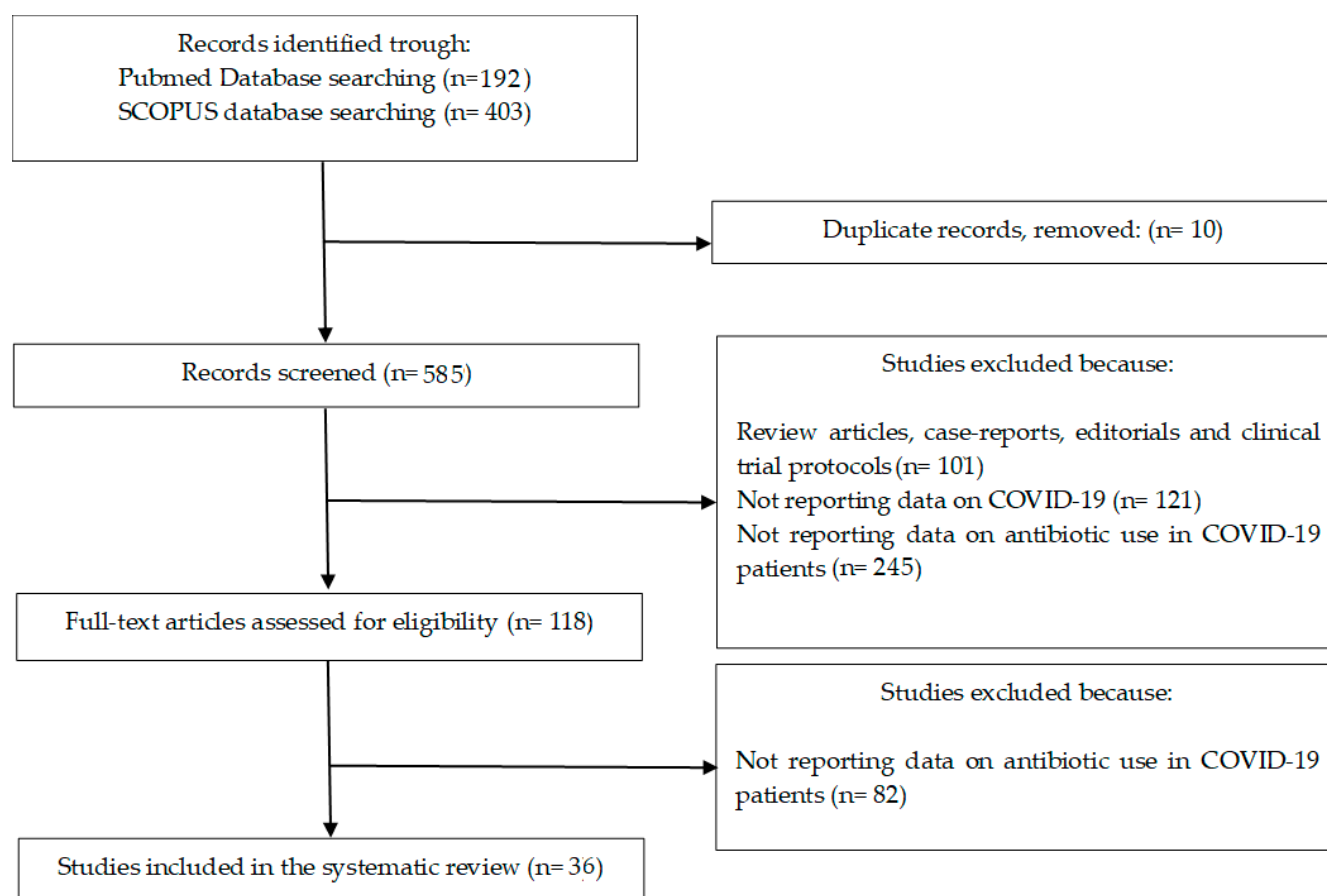 Records identified trough:
Pubmed Database searching (n=192)
SCOPUS database searching (n= 403)
Duplicate records, removed: (n= 10)
Records screened (n= 585)
Studies excluded because:
Review articles, case-reports, editorials and clinical
trial protocols (n= 101)
Not reporting data on COVID-19 (n= 121)
Not reporting data on antibiotic use in COVID-19
patients (n= 245)
Full-text articles assessed for eligibility (n= 118)
Studies excluded because:
Not reporting data on antibiotic use in COVID-19
patients (n= 82)
Studies included in the systematic review (n= 36)